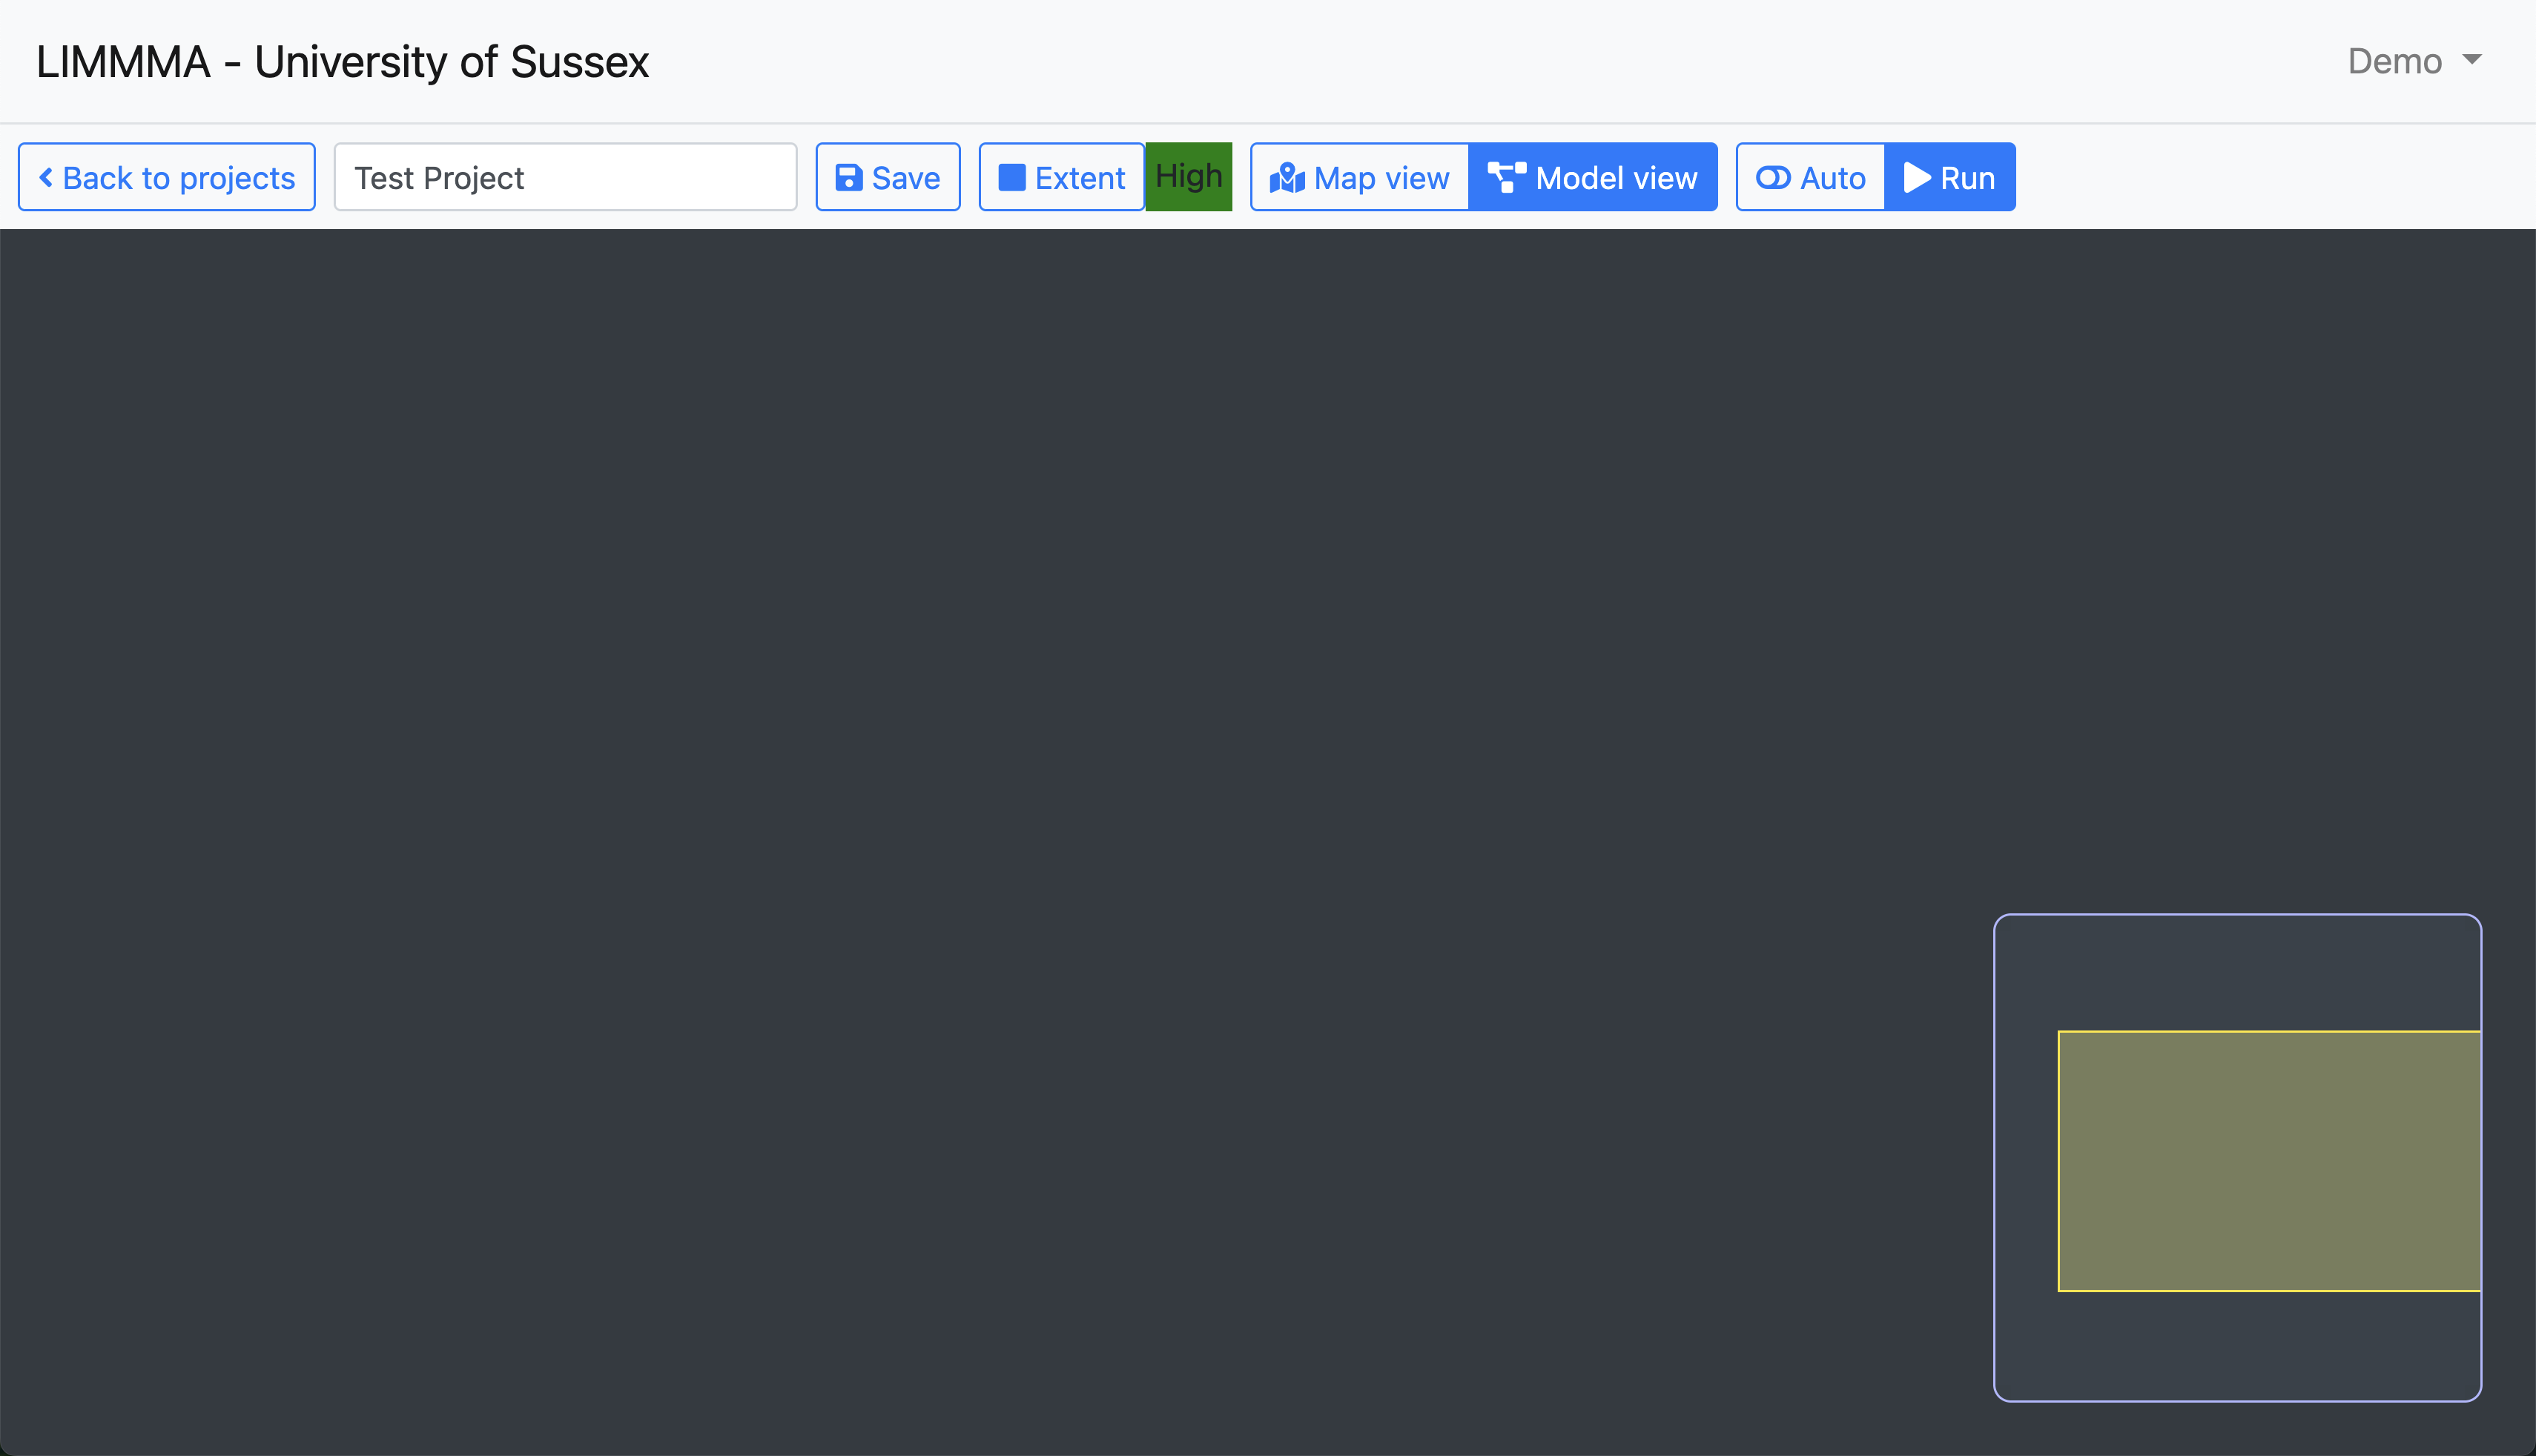 LIMMMA - University of Sussex
Demo
Back to projects
Test Project
Save
Extent
High
Map view
Model view
Auto
Run